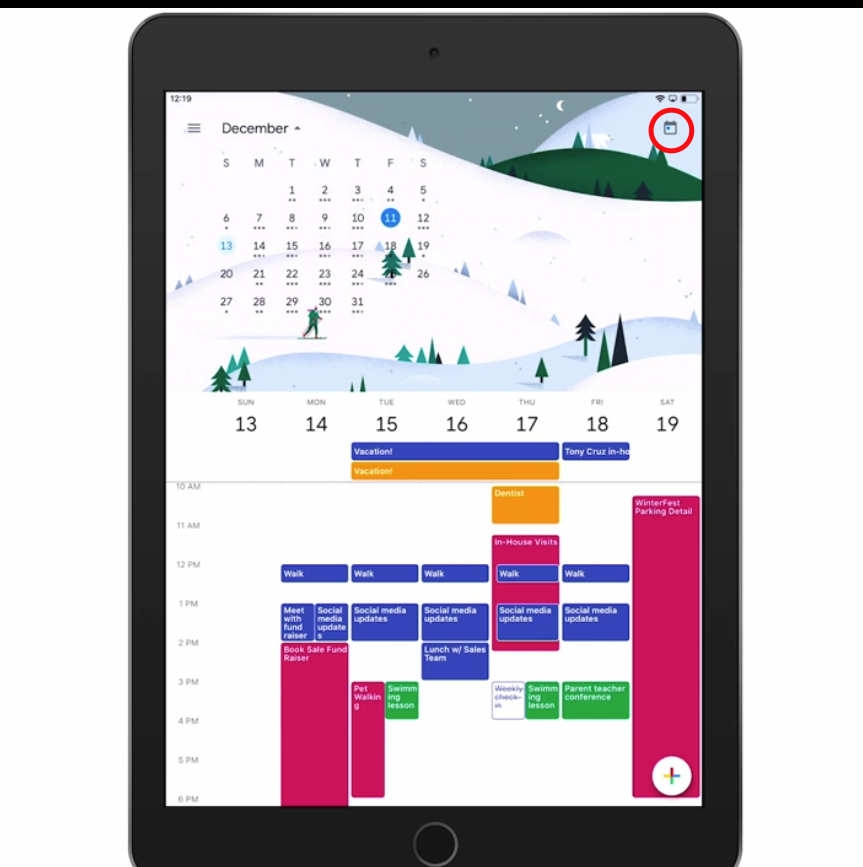 12:19
December
S M T W T F S
1 2 3 4 5
6 7 8 9 10 11 12
13 14 15 16 17 18 19
20 21 22 23 24 26
27 28 29 30 31
SUN MON TUE WED THU FRI SAT
13 14 15 16 17 18 19
Vacation! Tony Cruz in-ho
Vacation!
10 AM
Dentist
WinterFest
Parking Detail
11 AM
In-House Visits
12 PM
Walk Walk Walk Walk Walk
1 PM
Meet
with
fund
raiser
Social
media
update
s
Social media
updates
Social media
updates
Social media
updates
Social media
updates
2 PM
Book Sale Fund
Raiser
Lunch w/ Sales
Team
3 PM
Pet
Walkin
g
Swimm
ing
lesson
Weekly
check-
in
Swimm
ing
lesson
Parent teacher
conference
4 PM
5 PM
6 PM